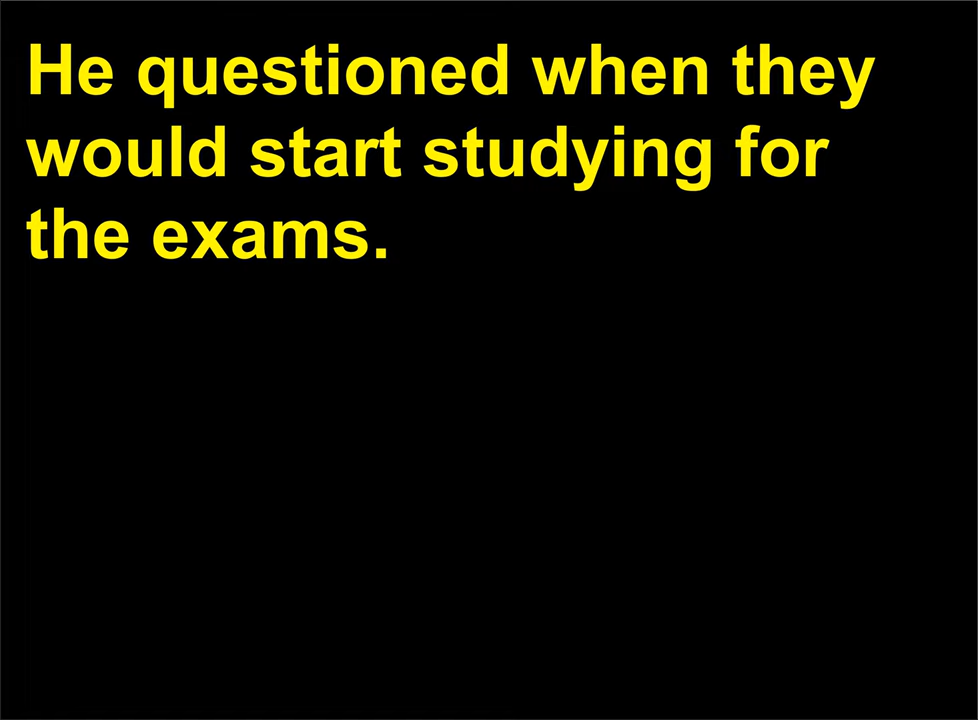 He questioned when they
would start studying for
the exams.